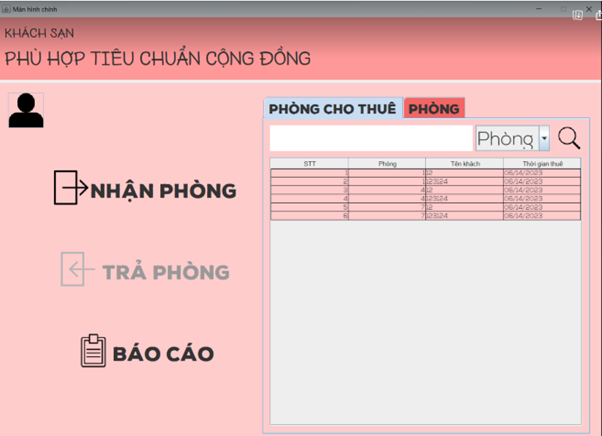 Màn hình chính
KHÁCH SẠN
PHÙ HỢP TIÊU CHUẨN CỘNG ĐỒNG
PHÒNG CHO THUÊ PHÒNG
Phòng
STT Phòng Tên khách Thời gian thuê
1 1 12 06/14/2023
2 1 123124 06/14/2023
3 4 12 06/14/2023
4 4 123124 06/14/2023
5 7 12 06/14/2023
6 7 123124 06/14/2023
NHẬN PHÒNG
TRẢ PHÒNG
BÁO CÁO